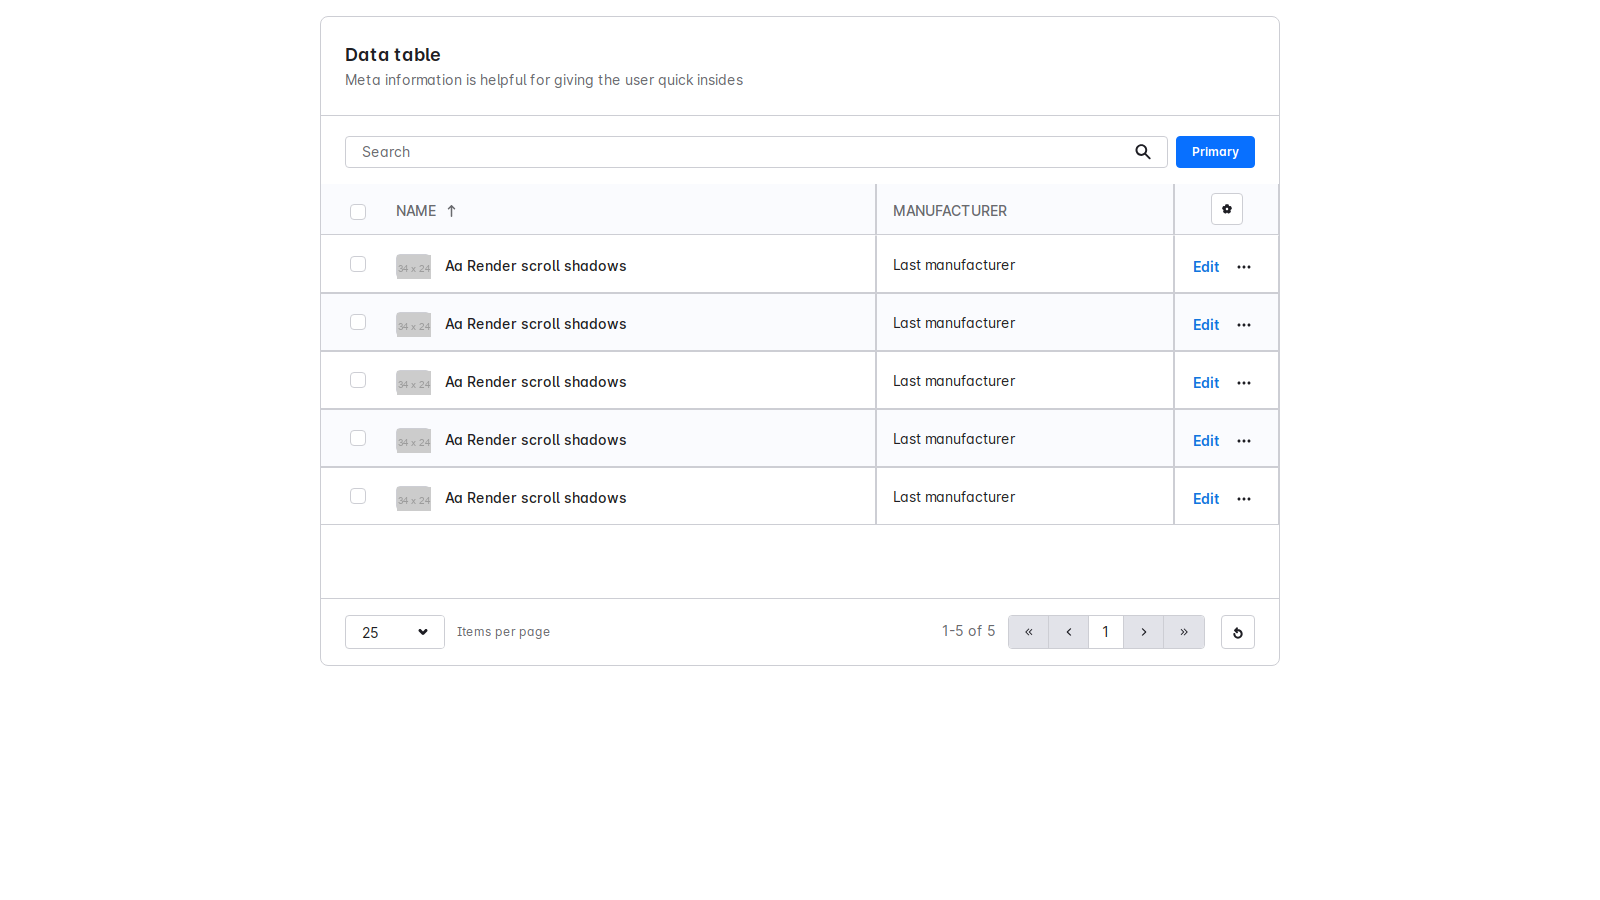 Data table
Meta information is helpful for giving the user quick insides
Search
Primary
NAME
MANUFACTURER
34 x 24
Aa Render scroll shadows
Last manufacturer
Edit
34 x 24
Aa Render scroll shadows
Last manufacturer
Edit
34 x 24
Aa Render scroll shadows
Last manufacturer
Edit
34 x 24
Aa Render scroll shadows
Last manufacturer
Edit
34 x 24
Aa Render scroll shadows
Last manufacturer
Edit
25
Items per page
1-5 of 5
«
‹
1
›
»